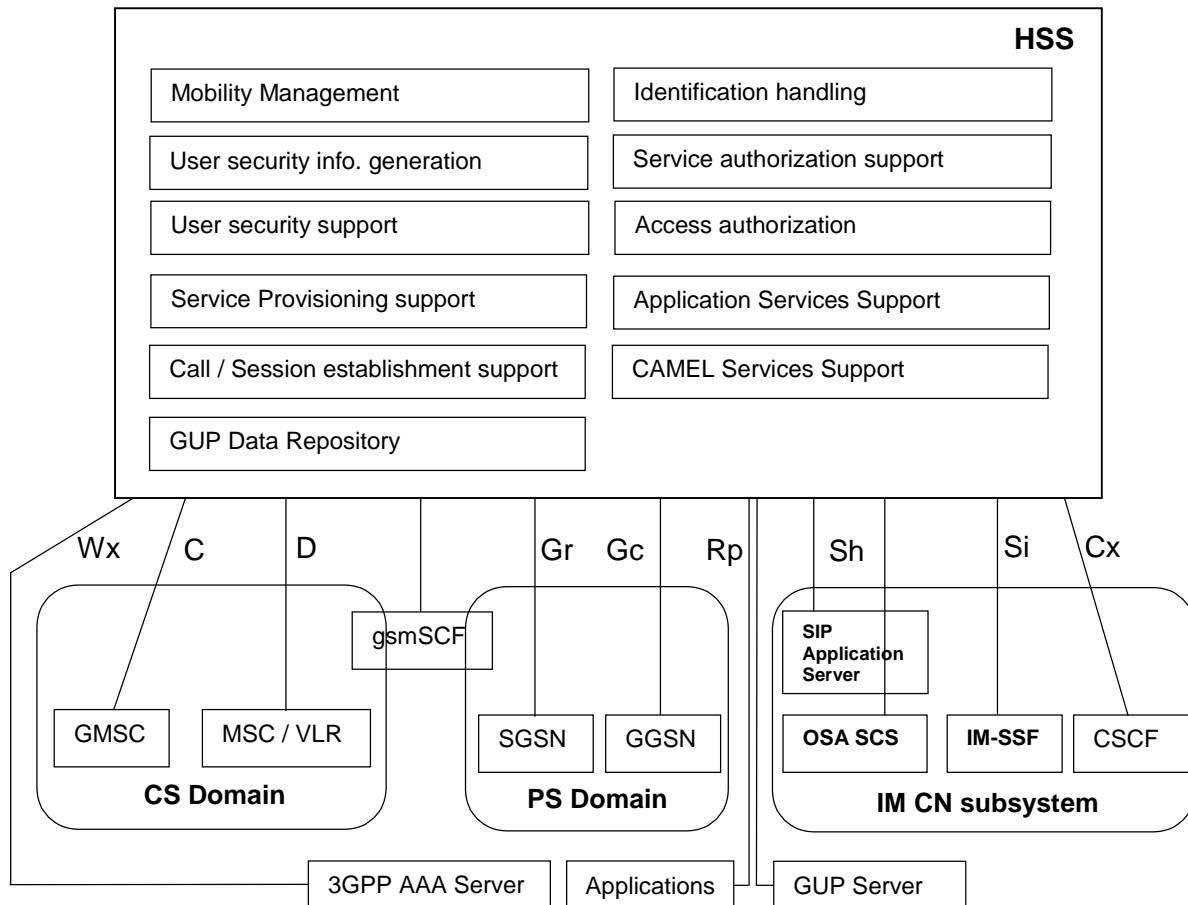 HSS
Mobility Management
Identification handling
User security info. generation
Service authorization support
User security support
Access authorization
Service Provisioning support
Application Services Support
Call / Session establishment support
CAMEL Services Support
GUP Data Repository
Wx
C
D
Gr
Gc
Rp
Sh
Si
Cx
gsmSCF
SIP
Application
Server
GMSC
MSC / VLR
SGSN
GGSN
OSA SCS
IM-SSF
CSCF
CS Domain
PS Domain
IM CN subsystem
3GPP AAA Server
Applications
GUP Server